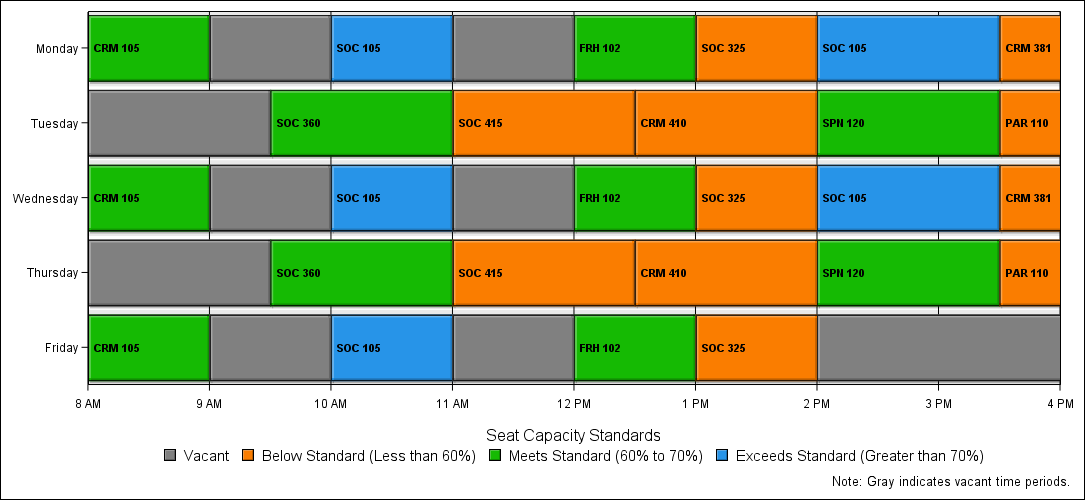 Monday CRM 105 SOC 105 FRH 102 SOC 325 SOC 105 CRM 381
Tuesday SOC 360 SOC 415 CRM 410 SPN 120 PAR 110
Wednesday CRM 105 SOC 105 FRH 102 SOC 325 SOC 105 CRM 381
Thursday SOC 360 SOC 415 CRM 410 SPN 120 PAR 110
Friday CRM 105 SOC 105 FRH 102 SOC 325
8 AM 9 AM 10 AM 11 AM 12 PM 1 PM 2 PM 3 PM 4 PM
Seat Capacity Standards
Vacant Below Standard (Less than 60%) Meets Standard (60% to 70%) Exceeds Standard (Greater than 70%)
Note: Gray indicates vacant time periods.